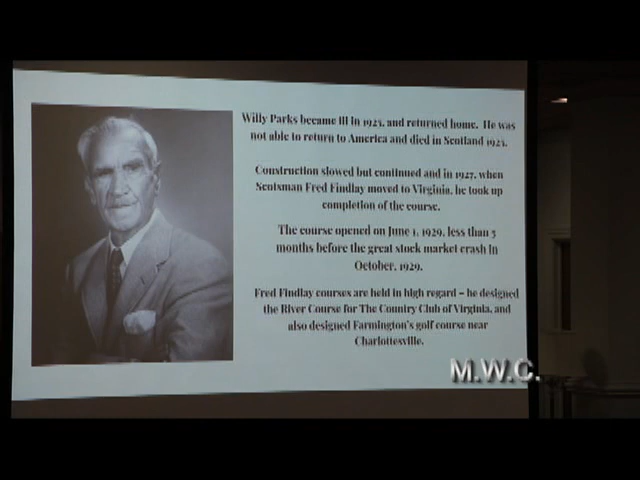 Willy Parks became ill in 1923, and returned home. He was
not able to return to America and died in Scotland 1925.
Construction slowed but continued and in 1927, when
Scotsman Fred Findlay moved to Virginia, he took up
completion of the course.
The course opened on June 1, 1929, less than 5
months before the great stock market crash in
October, 1929.
Fred Findlay courses are held in high regard – he designed
the River Course for The Country Club of Virginia, and
also designed Farmington's golf course near
Charlottesville.
M.W.C.